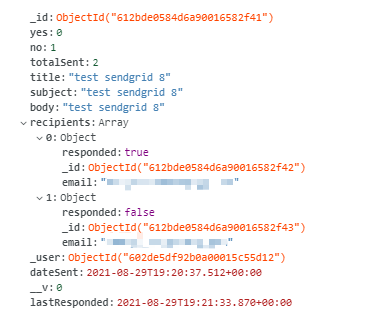 _id: ObjectId("612bde0584d6a90016582f41")
yes: 0
no: 1
totalSent: 2
title: "test sendgrid 8"
subject: "test sendgrid 8"
body: "test sendgrid 8"
recipients: Array
0: Object
responded: true
_id: ObjectId("612bde0584d6a90016582f42")
email: "
1: Object
responded: false
_id: ObjectId("612bde0584d6a90016582f43")
email: " "
_user: ObjectId("602de5df92b0a00015c55d12")
dateSent: 2021-08-29T19:20:37.512+00:00
__v: 0
lastResponded: 2021-08-29T19:21:33.870+00:00